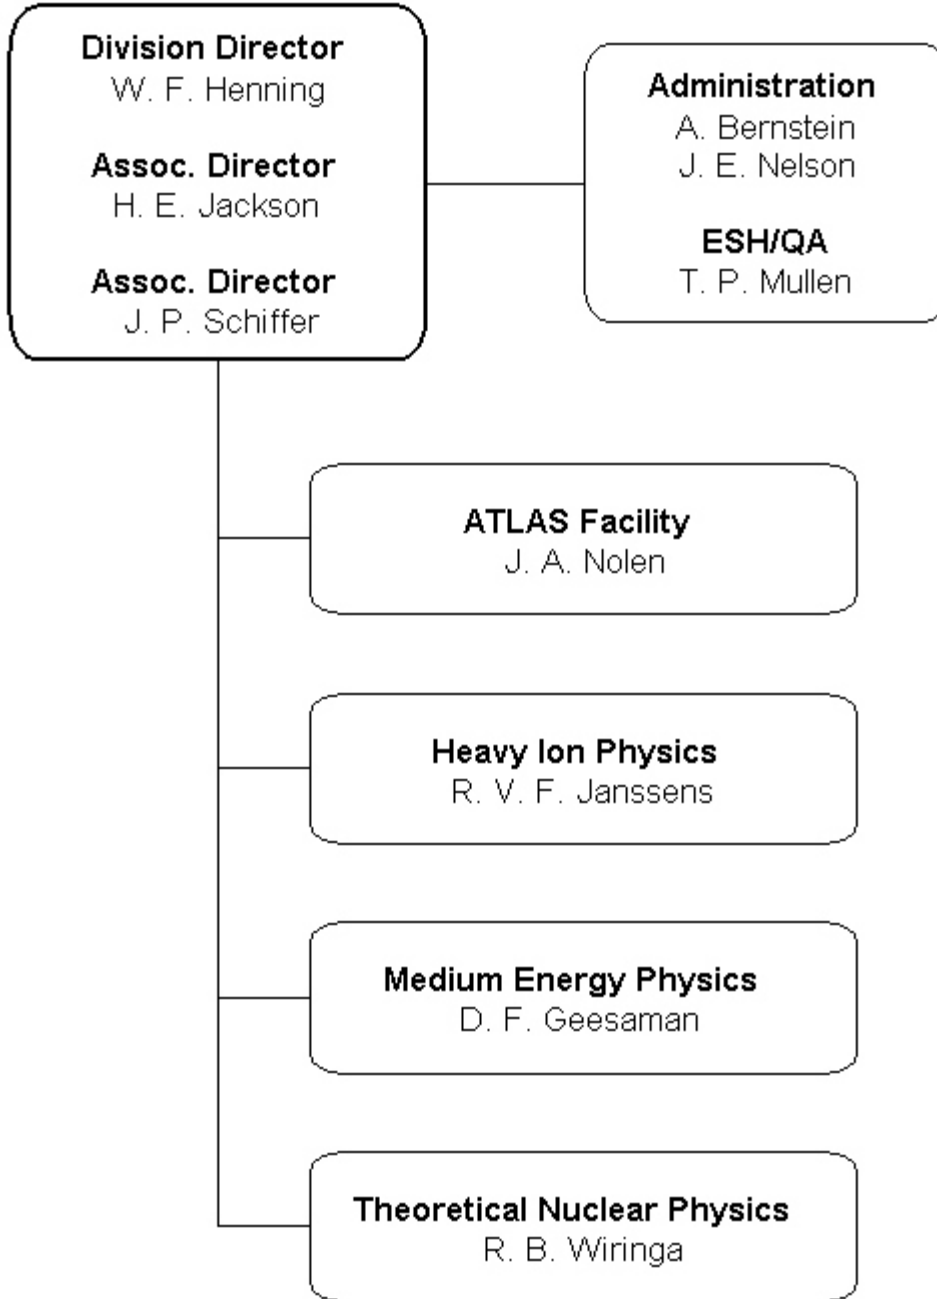 Division Director
W. F. Henning
Assoc. Director
H. E. Jackson
Assoc. Director
J. P. Schiffer
Administration
A. Bernstein
J. E. Nelson
ESH/QA
T. P. Mullen
ATLAS Facility
J. A. Nolen
Heavy Ion Physics
R. V. F. Janssens
Medium Energy Physics
D. F. Geesaman
Theoretical Nuclear Physics
R. B. Wiringa